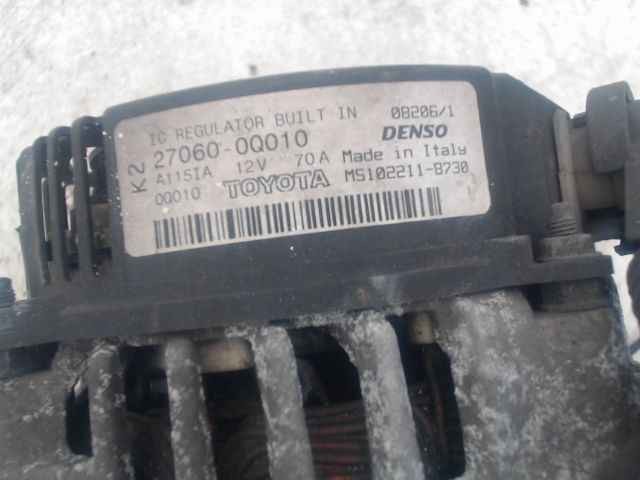 IC REGULATOR BUILT IN 08206/1
K2 27060-0Q010 DENSO
A115IA 12V 70A Made in Italy
0Q010 TOYOTA MS102211-8730